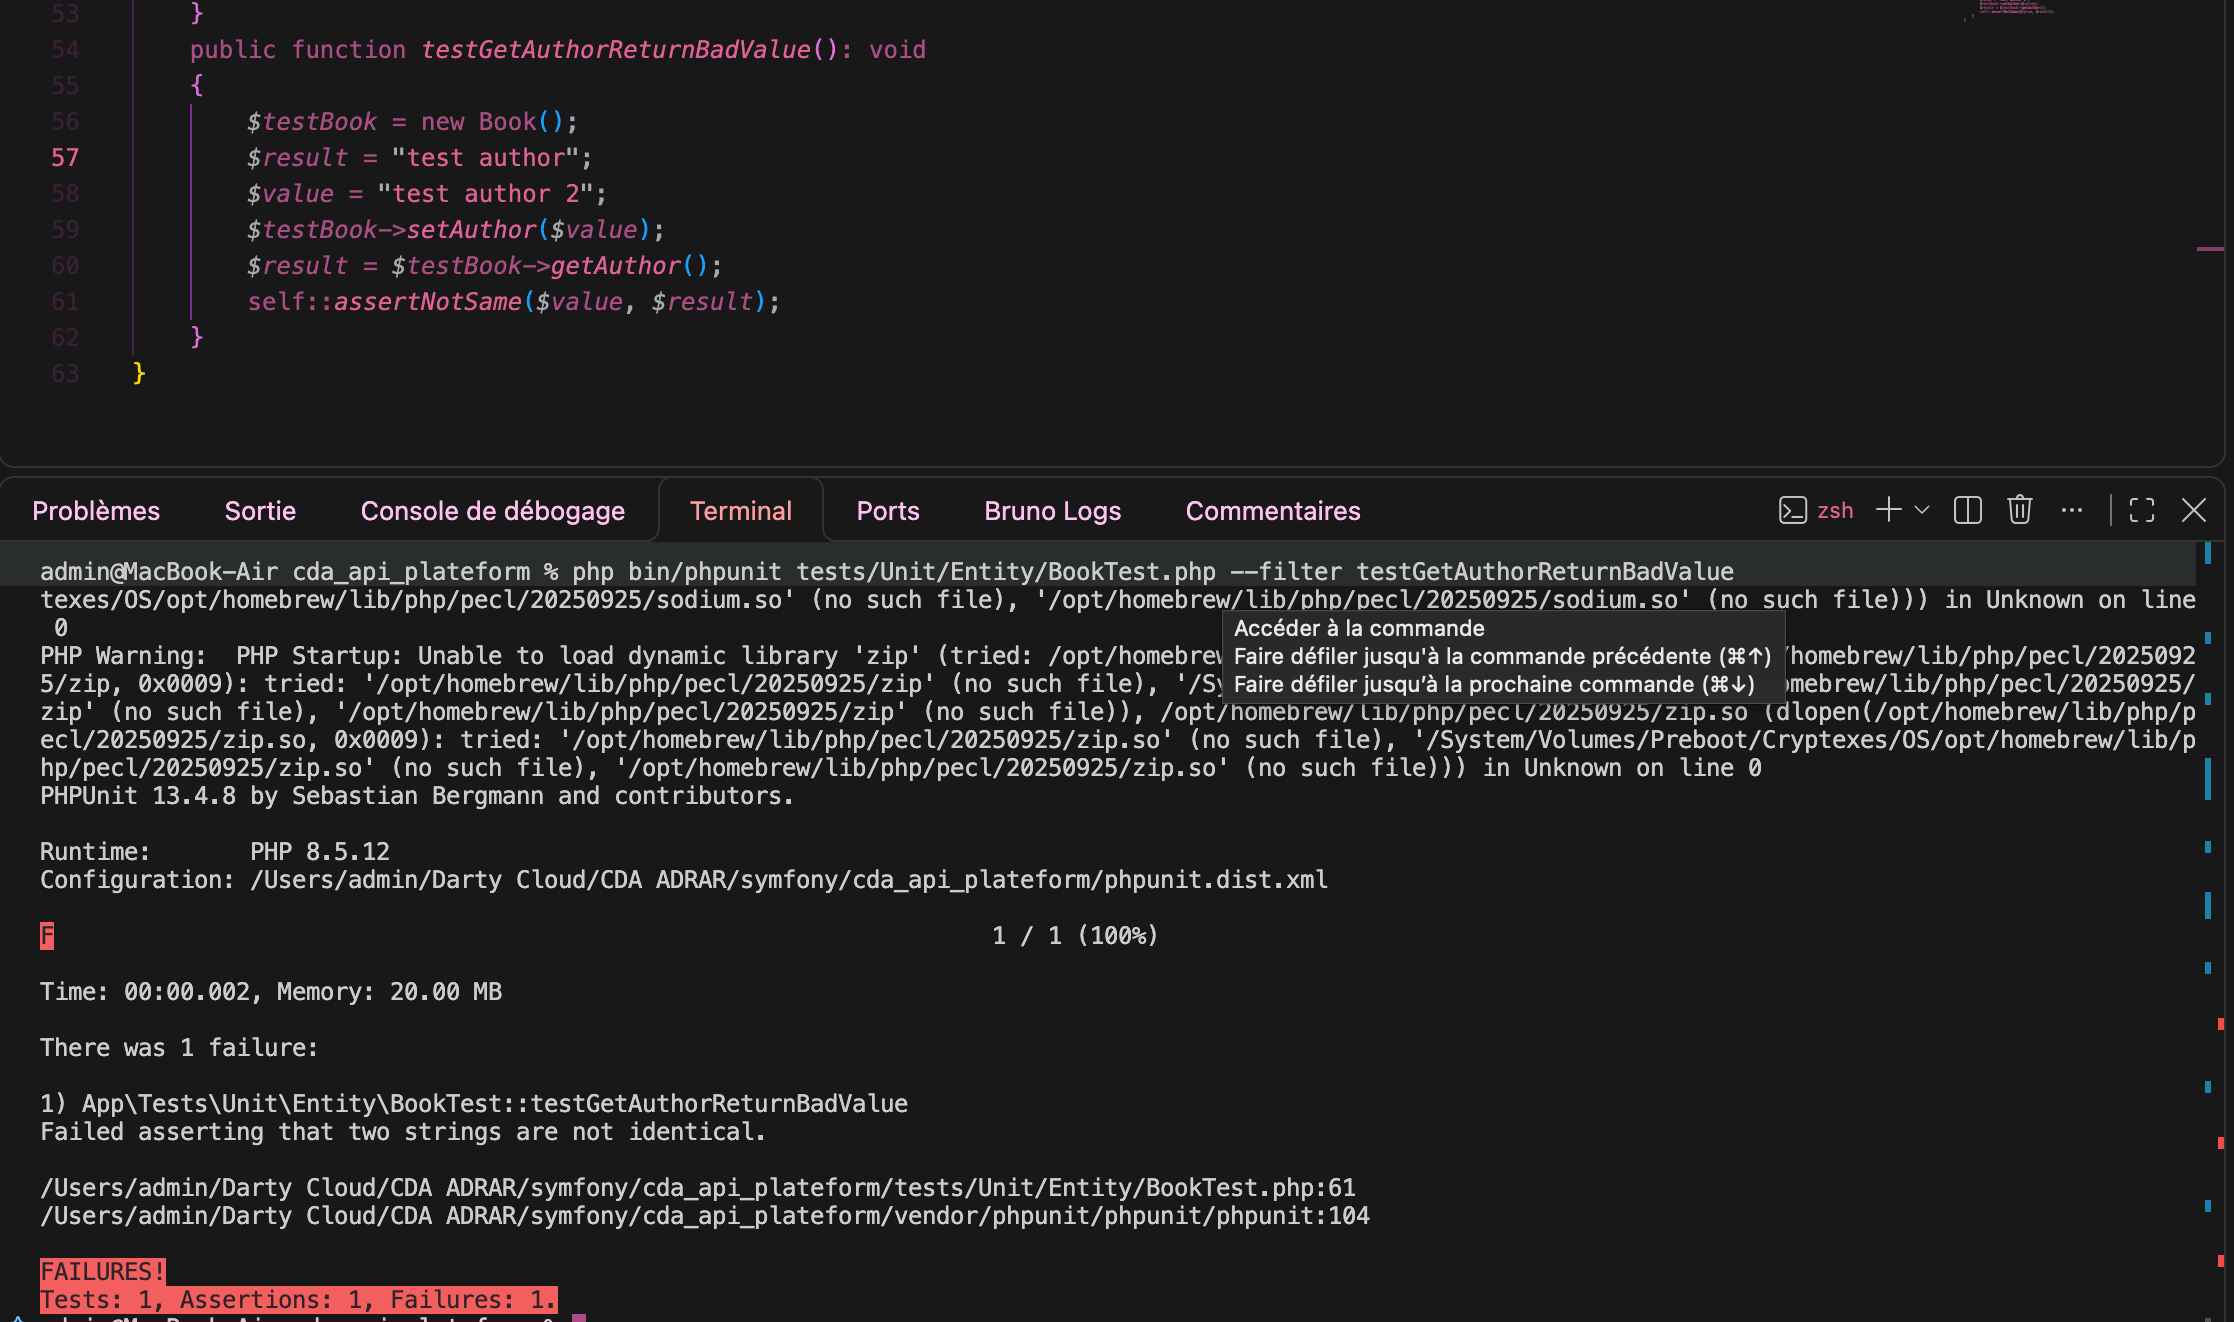 53 }
54 public function testGetAuthorReturnBadValue(): void
55 {
56 $testBook = new Book();
57 $result = "test author";
58 $value = "test author 2";
59 $testBook->setAuthor($value);
60 $result = $testBook->getAuthor();
61 self::assertNotSame($value, $result);
62 }
63 }
Problèmes Sortie Console de débogage Terminal Ports Bruno Logs Commentaires zsh
admin@MacBook-Air cda_api_plateform % php bin/phpunit tests/Unit/Entity/BookTest.php --filter testGetAuthorReturnBadValue
texes/OS/opt/homebrew/lib/php/pecl/20250925/sodium.so' (no such file), '/opt/homebrew/lib/php/pecl/20250925/sodium.so' (no such file))) in Unknown on line
0
Accéder à la commande
Faire défiler jusqu'à la commande précédente (⌘↑)
Faire défiler jusqu’à la prochaine commande (⌘↓)
PHP Warning:  PHP Startup: Unable to load dynamic library 'zip' (tried: /opt/homebrew /homebrew/lib/php/pecl/2025092
5/zip, 0x0009): tried: '/opt/homebrew/lib/php/pecl/20250925/zip' (no such file), '/Sy omebrew/lib/php/pecl/20250925/
zip' (no such file), '/opt/homebrew/lib/php/pecl/20250925/zip' (no such file)), /opt/homebrew/lib/php/pecl/20250925/zip.so (dlopen(/opt/homebrew/lib/php/p
ecl/20250925/zip.so, 0x0009): tried: '/opt/homebrew/lib/php/pecl/20250925/zip.so' (no such file), '/System/Volumes/Preboot/Cryptexes/OS/opt/homebrew/lib/p
hp/pecl/20250925/zip.so' (no such file), '/opt/homebrew/lib/php/pecl/20250925/zip.so' (no such file))) in Unknown on line 0
PHPUnit 13.4.8 by Sebastian Bergmann and contributors.
Runtime:       PHP 8.5.12
Configuration: /Users/admin/Darty Cloud/CDA ADRAR/symfony/cda_api_plateform/phpunit.dist.xml
F 1 / 1 (100%)
Time: 00:00.002, Memory: 20.00 MB
There was 1 failure:
1) App\Tests\Unit\Entity\BookTest::testGetAuthorReturnBadValue
Failed asserting that two strings are not identical.
/Users/admin/Darty Cloud/CDA ADRAR/symfony/cda_api_plateform/tests/Unit/Entity/BookTest.php:61
/Users/admin/Darty Cloud/CDA ADRAR/symfony/cda_api_plateform/vendor/phpunit/phpunit/phpunit:104
FAILURES!
Tests: 1, Assertions: 1, Failures: 1.